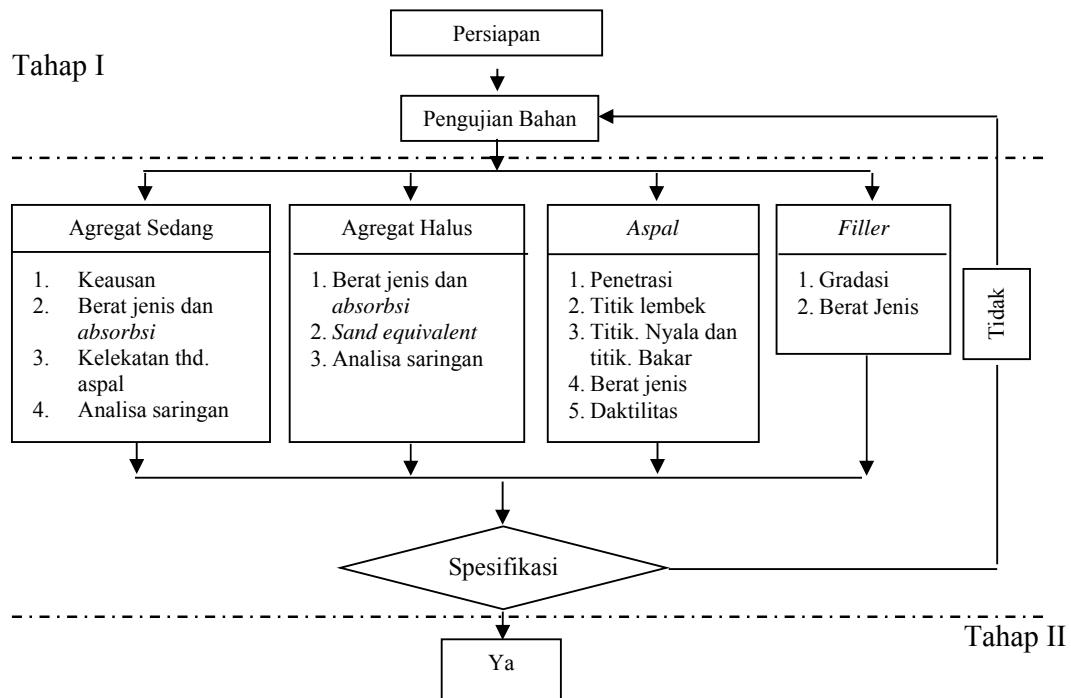 Persiapan
Tahap I
Pengujian Bahan
Agregat Sedang
1. Keausan
2. Berat jenis dan
absorbsi
3. Kelekatan thd.
aspal
4. Analisa saringan
Agregat Halus
1. Berat jenis dan
absorbsi
2. Sand equivalent
3. Analisa saringan
Aspal
1. Penetrasi
2. Titik lembek
3. Titik. Nyala dan
titik. Bakar
4. Berat jenis
5. Daktilitas
Filler
1. Gradasi
2. Berat Jenis
Tidak
Spesifikasi
Tahap II
Ya